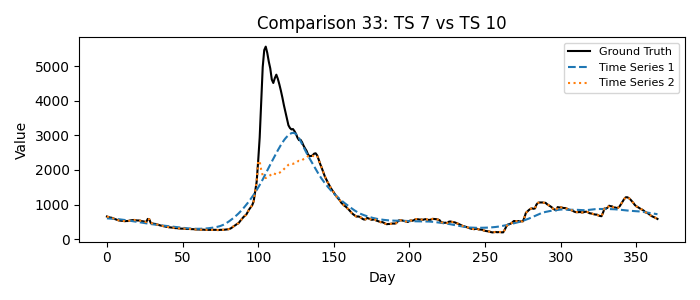 Comparison 33: TS 7 vs TS 10
Ground Truth
Time Series 1
Time Series 2
Value
5000
4000
3000
2000
1000
0
0 50 100 150 200 250 300 350
Day